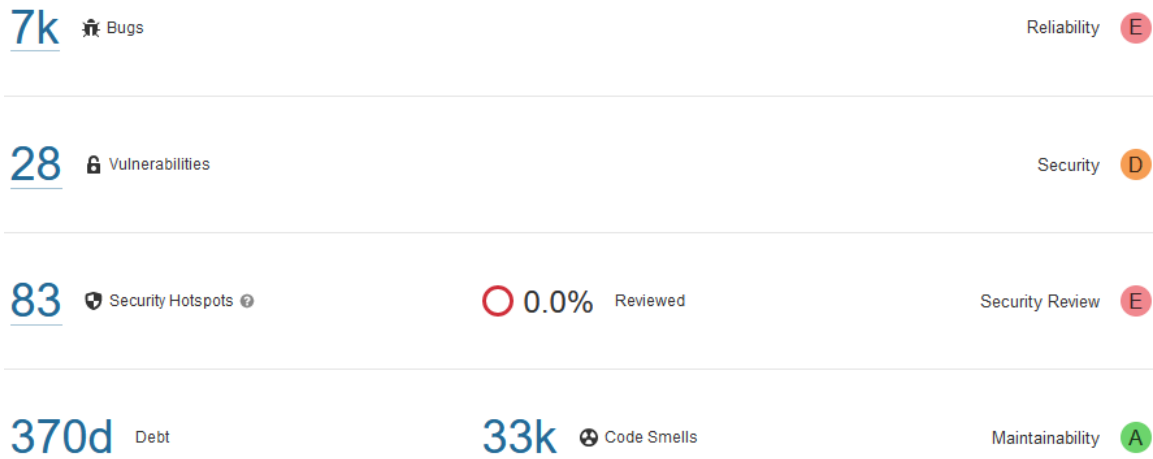 7k Bugs Reliability E
28 Vulnerabilities Security D
83 Security Hotspots ? 0.0% Reviewed Security Review E
370d Debt 33k Code Smells Maintainability A